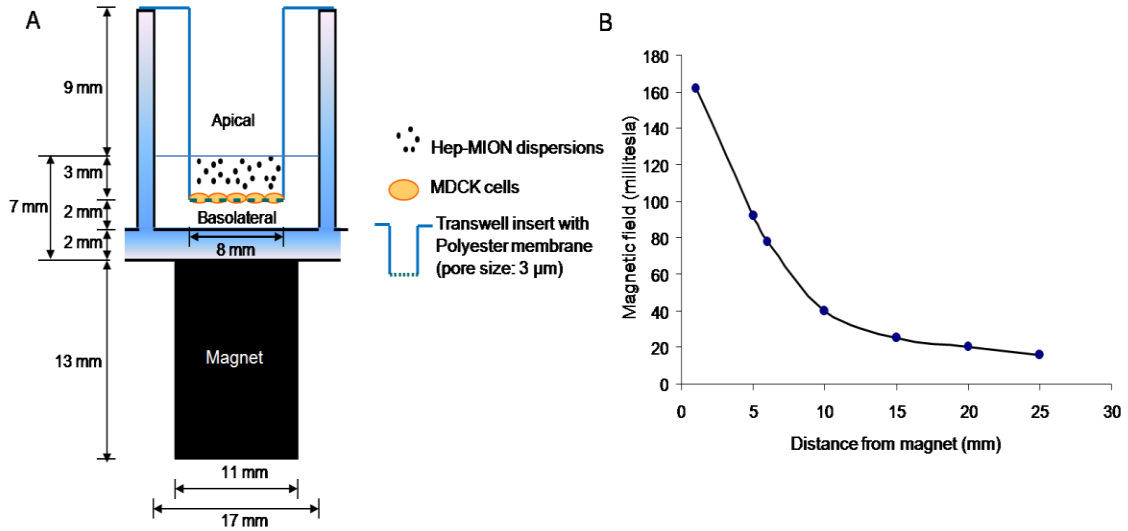 A
9 mm
Apical
3 mm
7 mm
2 mm
Basolateral
2 mm
8 mm
13 mm
Magnet
11 mm
17 mm
Hep-MION dispersions
MDCK cells
Transwell insert with
Polyester membrane
(pore size: 3 µm)
B
Magnetic field (millitesla)
180
160
140
120
100
80
60
40
20
0
0 5 10 15 20 25 30
Distance from magnet (mm)